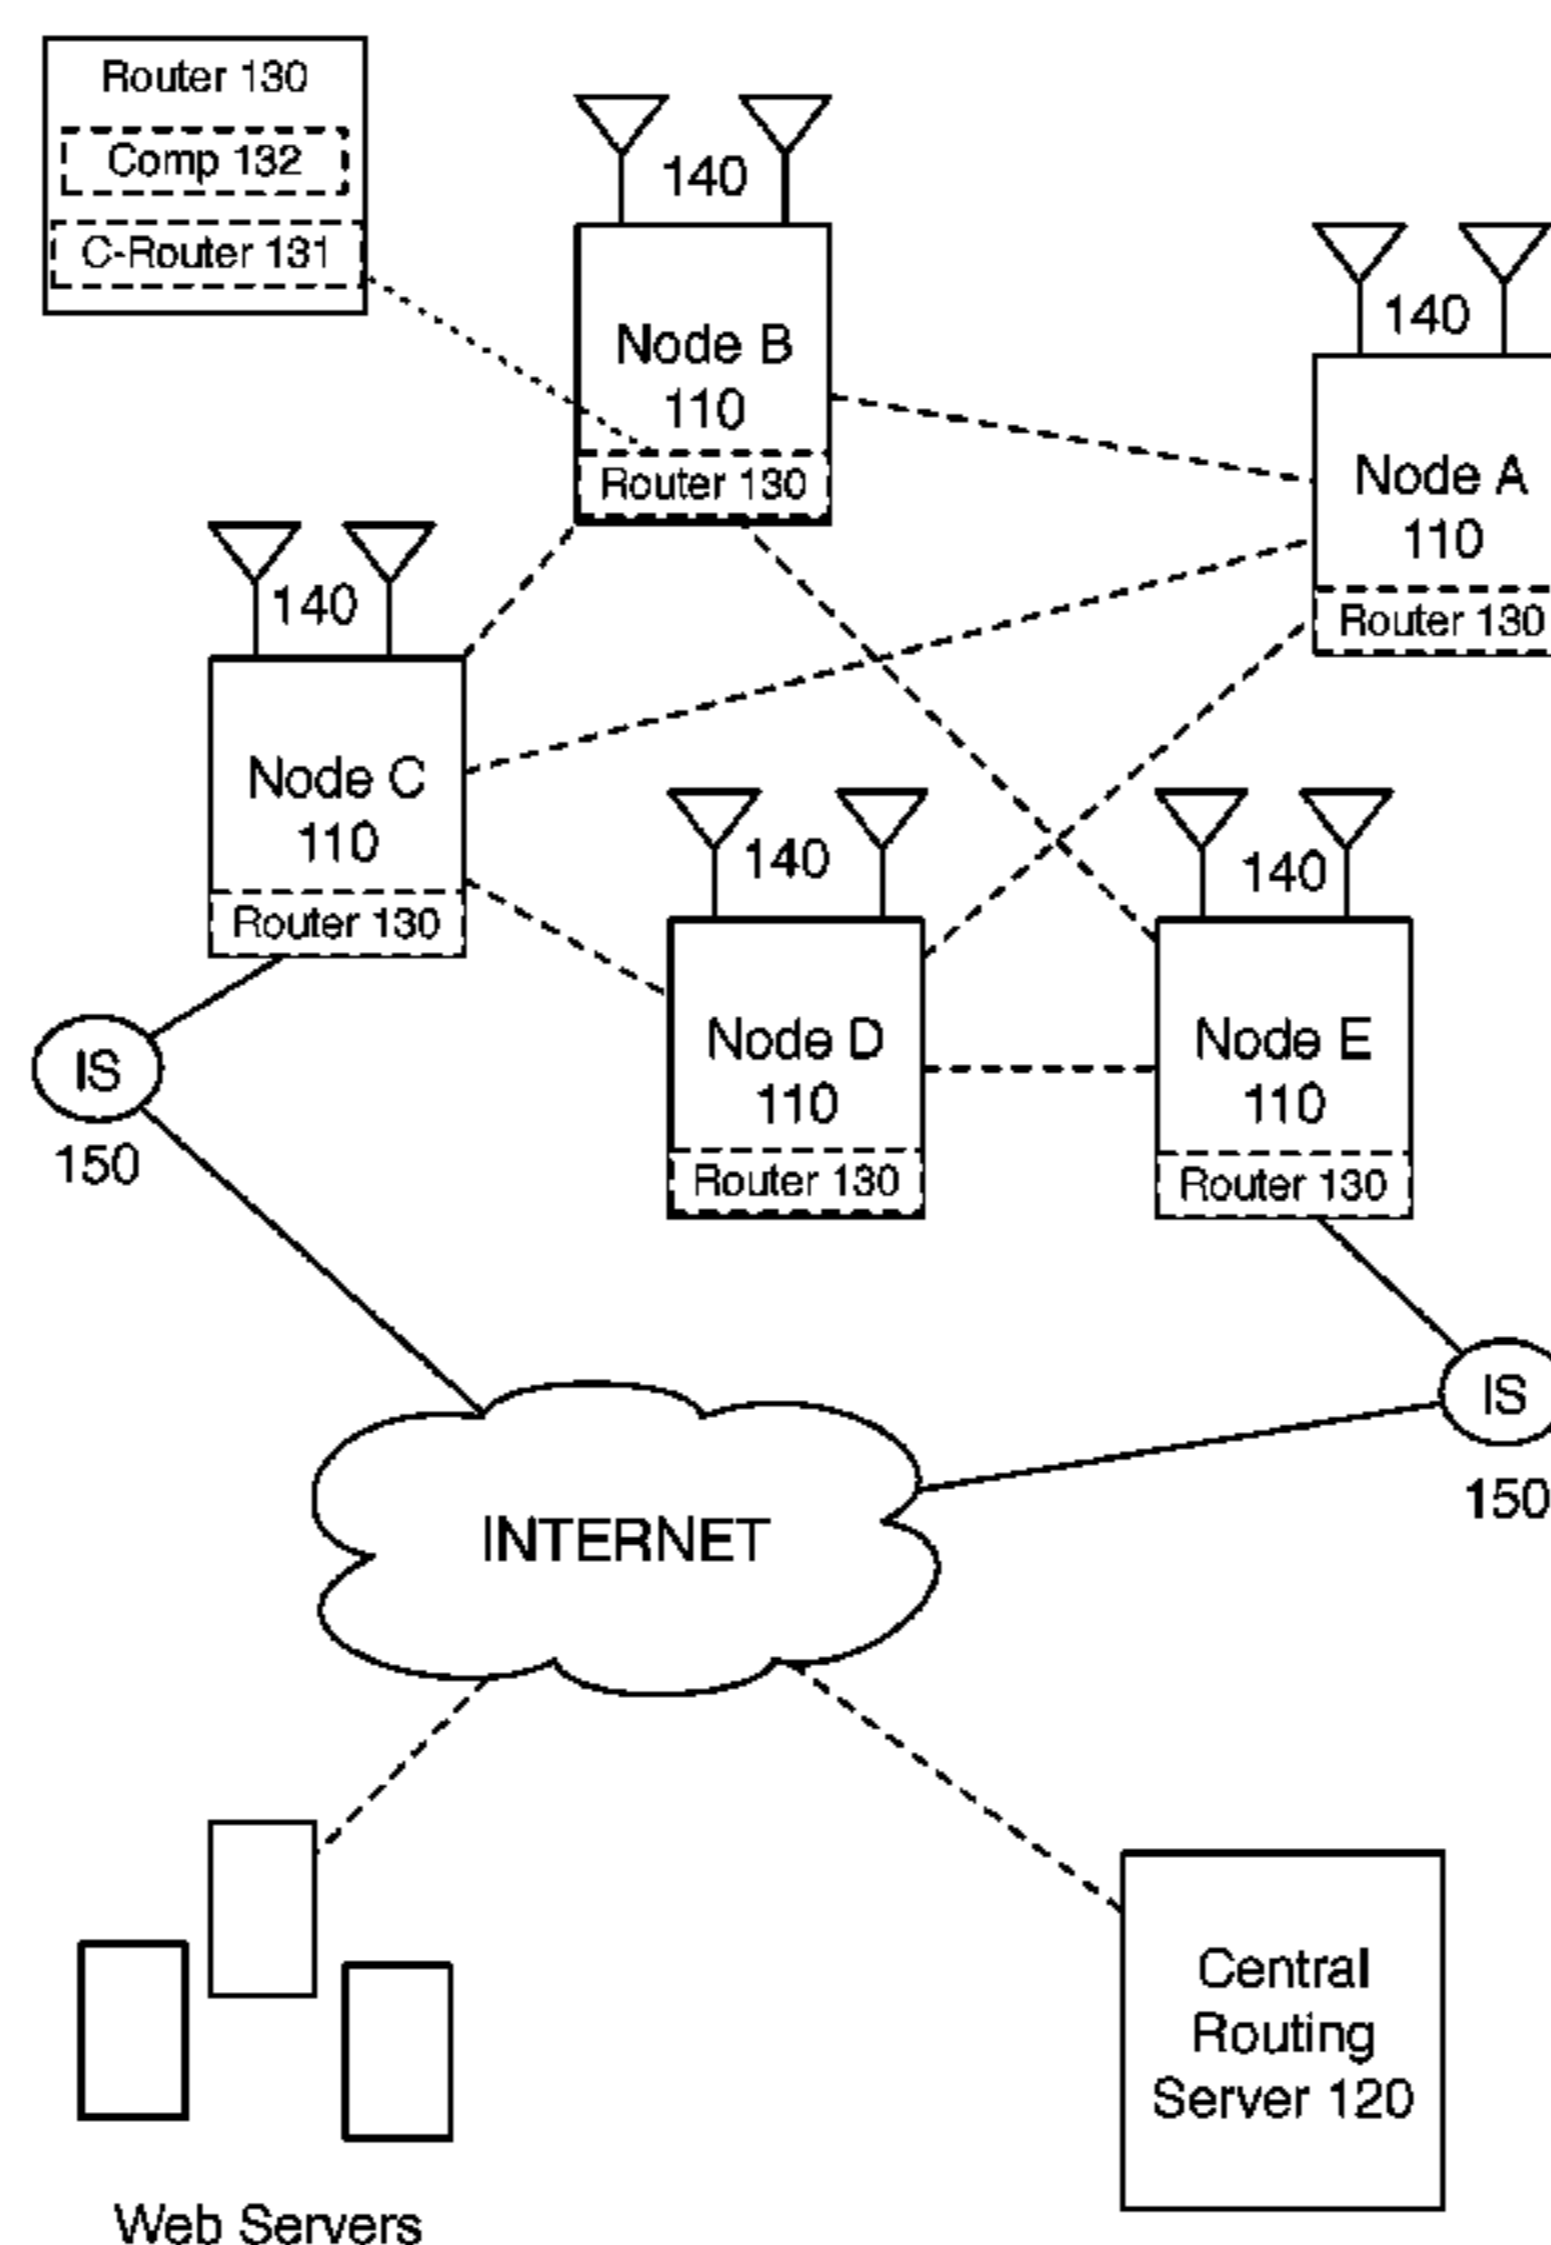 Router 130
Comp 132
C-Router 131
140
Node B
110
Router 130
140
Node A
110
Router 130
140
Node C
110
Router 130
140
Node D
110
Router 130
140
Node E
110
Router 130
IS
150
IS
150
INTERNET
Central
Routing
Server 120
Web Servers